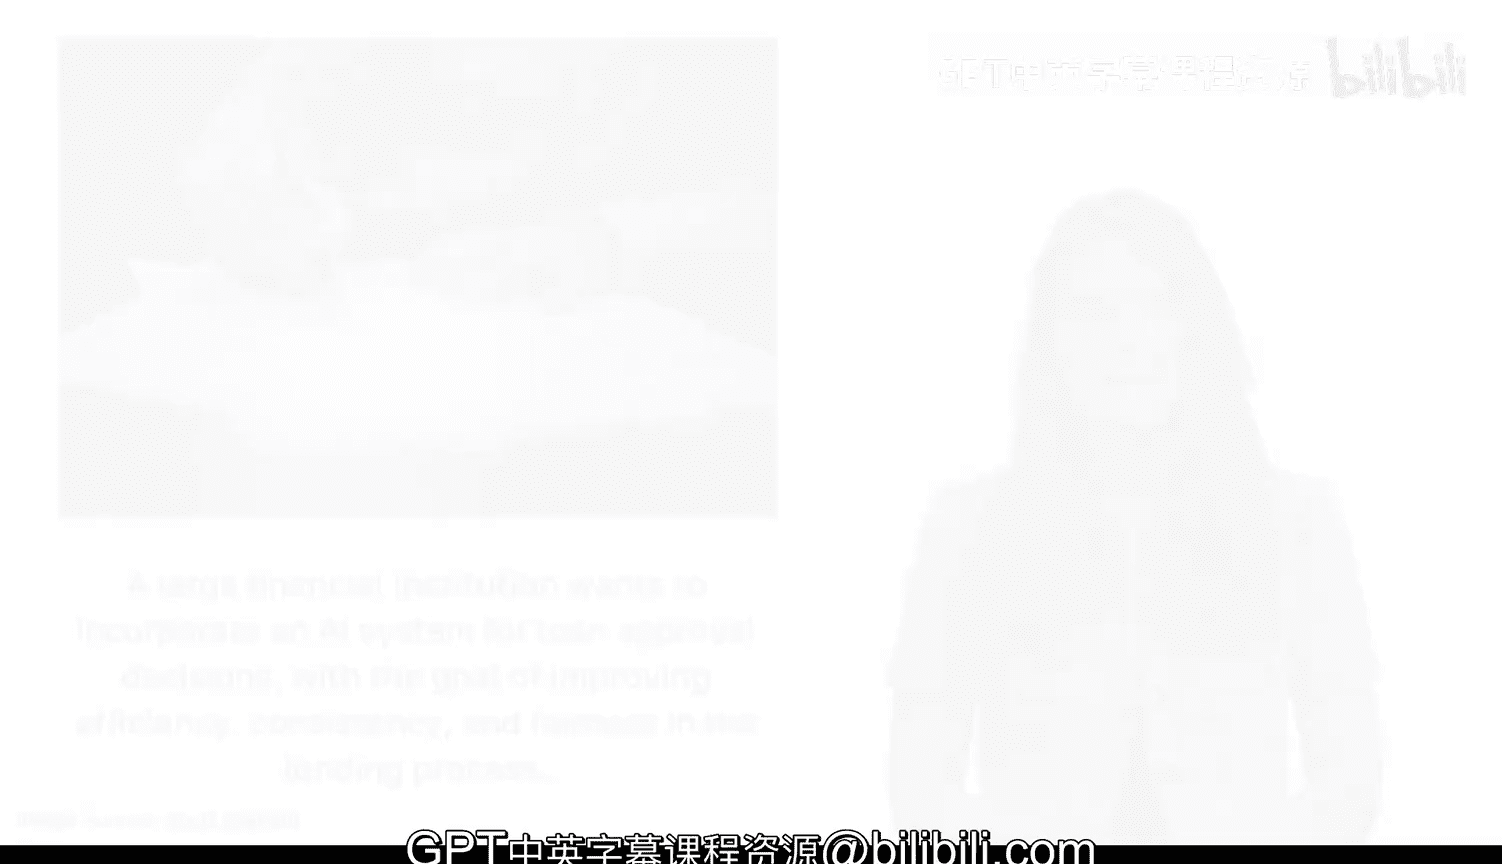 GPT中英字幕课程资源 bilibili
A large financial institution wants to
incorporate an AI system for loan approval
decisions, with the goal of improving
efficiency, consistency, and fairness in the
lending process.
GPT中英字幕课程资源@bilibili.com